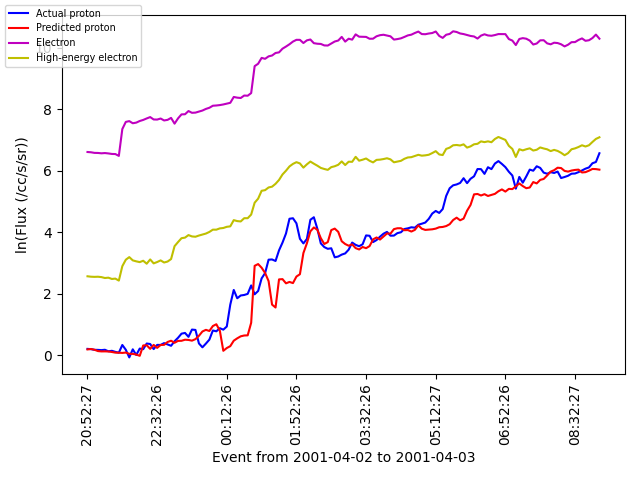 Actual proton
Predicted proton
Electron
High-energy electron
10
8
6
4
2
0
ln(Flux (/cc/s/sr))
20:52:27
22:32:26
00:12:26
01:52:26
03:32:26
05:12:27
06:52:26
08:32:27
Event from 2001-04-02 to 2001-04-03